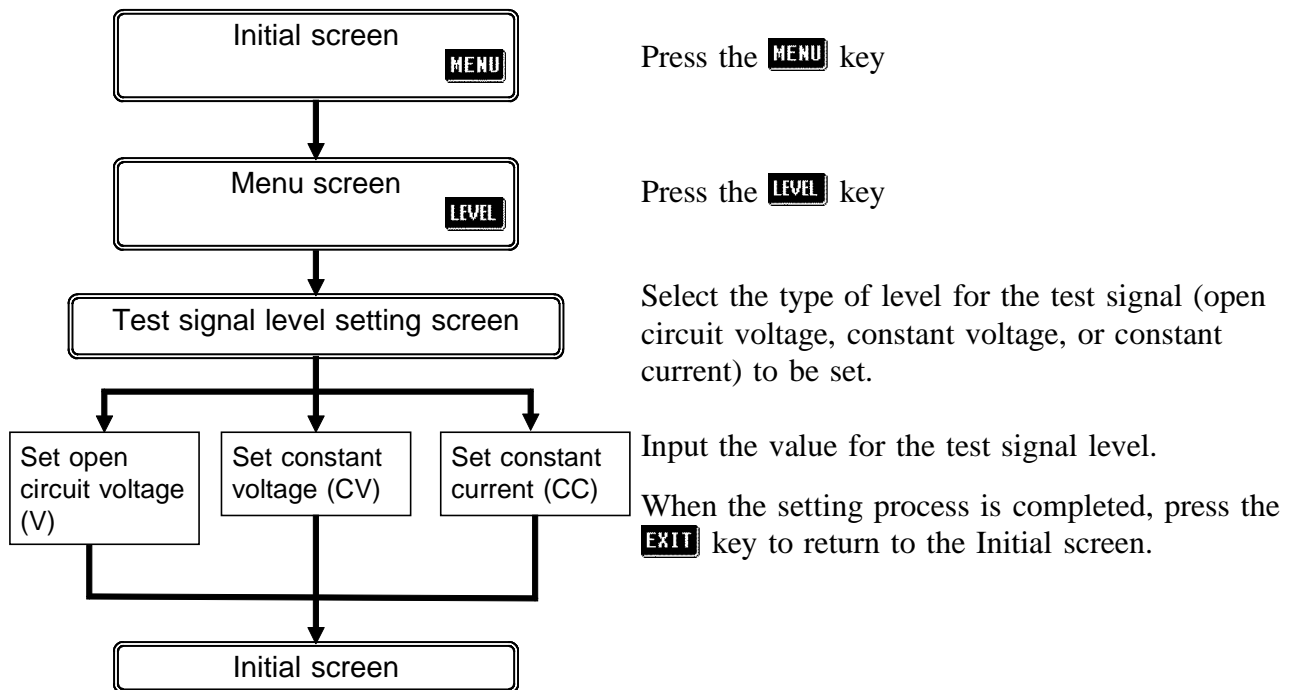 Initial screen
MENU
Press the MENU key
Menu screen
LEVEL
Press the LEVEL key
Test signal level setting screen
Select the type of level for the test signal (open
circuit voltage, constant voltage, or constant
current) to be set.
Set open
circuit voltage
(V)
Set constant
voltage (CV)
Set constant
current (CC)
Input the value for the test signal level.
When the setting process is completed, press the
EXIT key to return to the Initial screen.
Initial screen